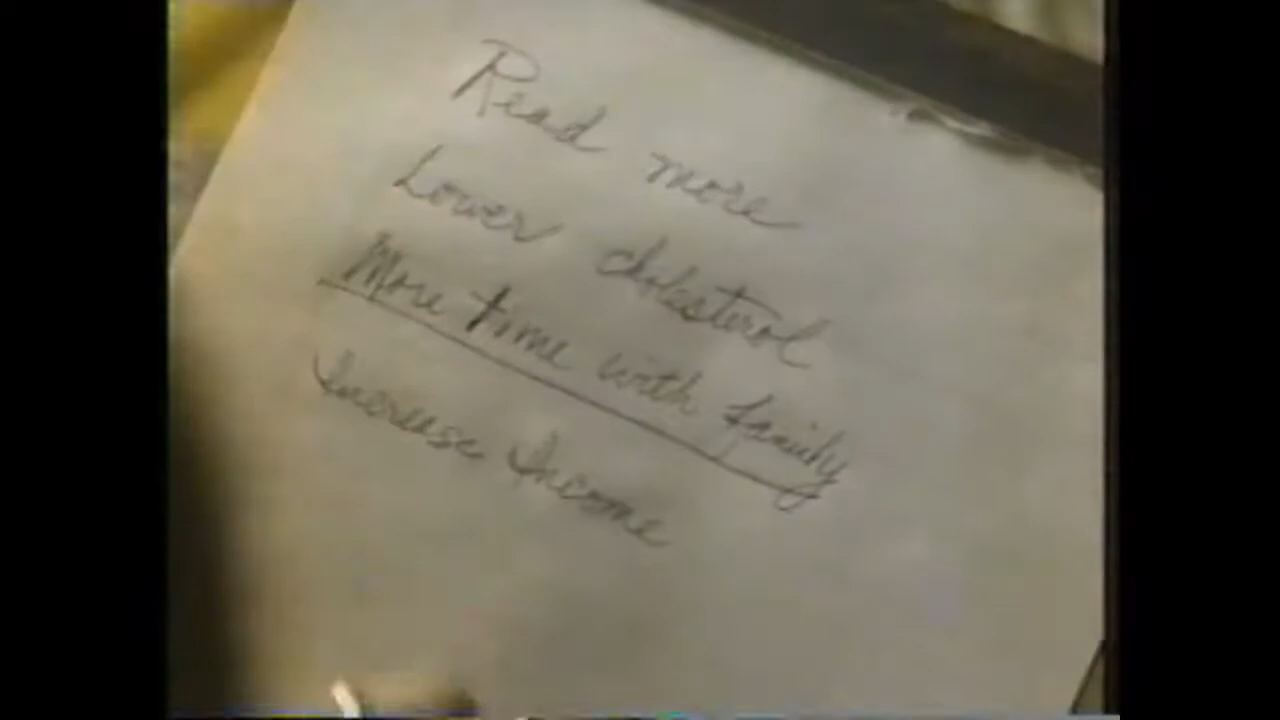 Read more
Lower cholesterol
More time with family
Increase Income